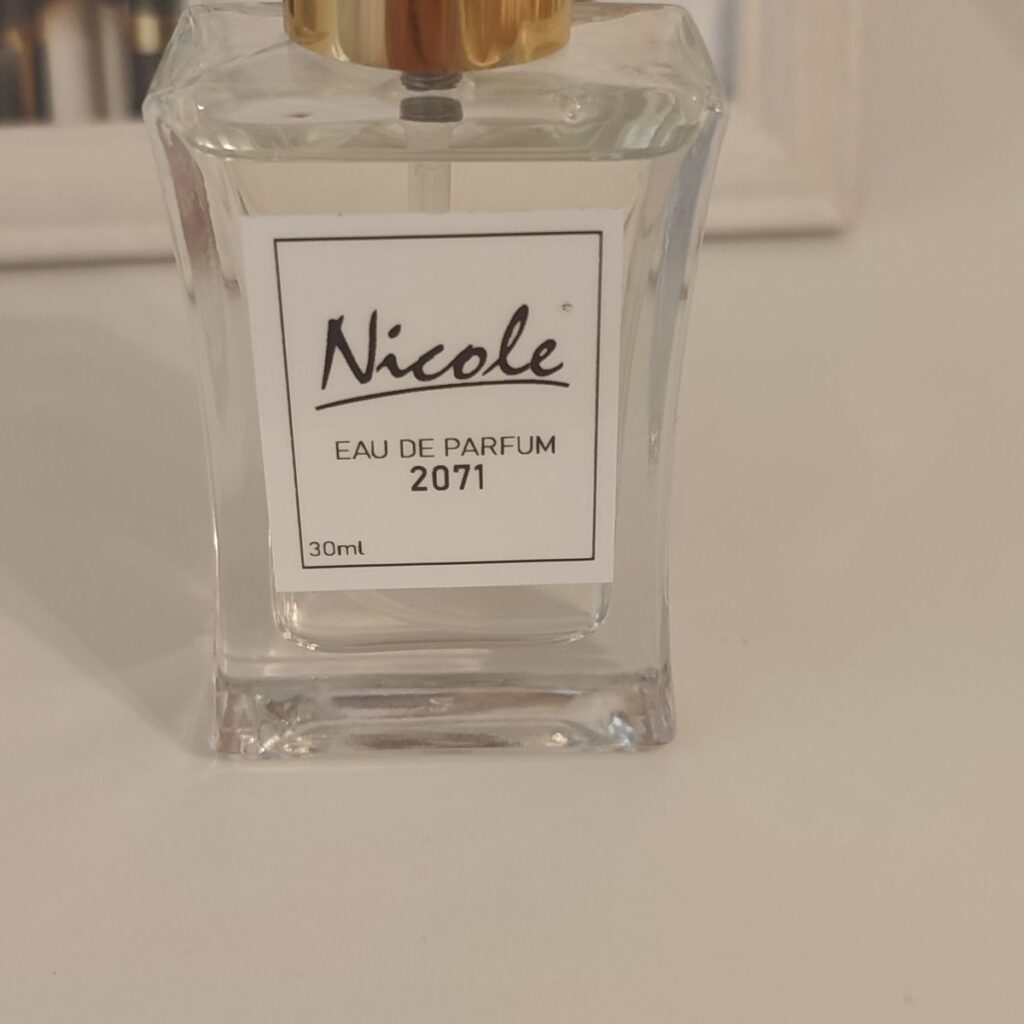 Nicole®
EAU DE PARFUM
2071
30ml